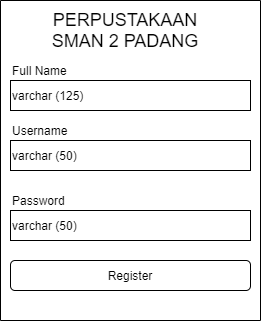 PERPUSTAKAAN
SMAN 2 PADANG
Full Name
varchar (125)
Username
varchar (50)
Password
varchar (50)
Register